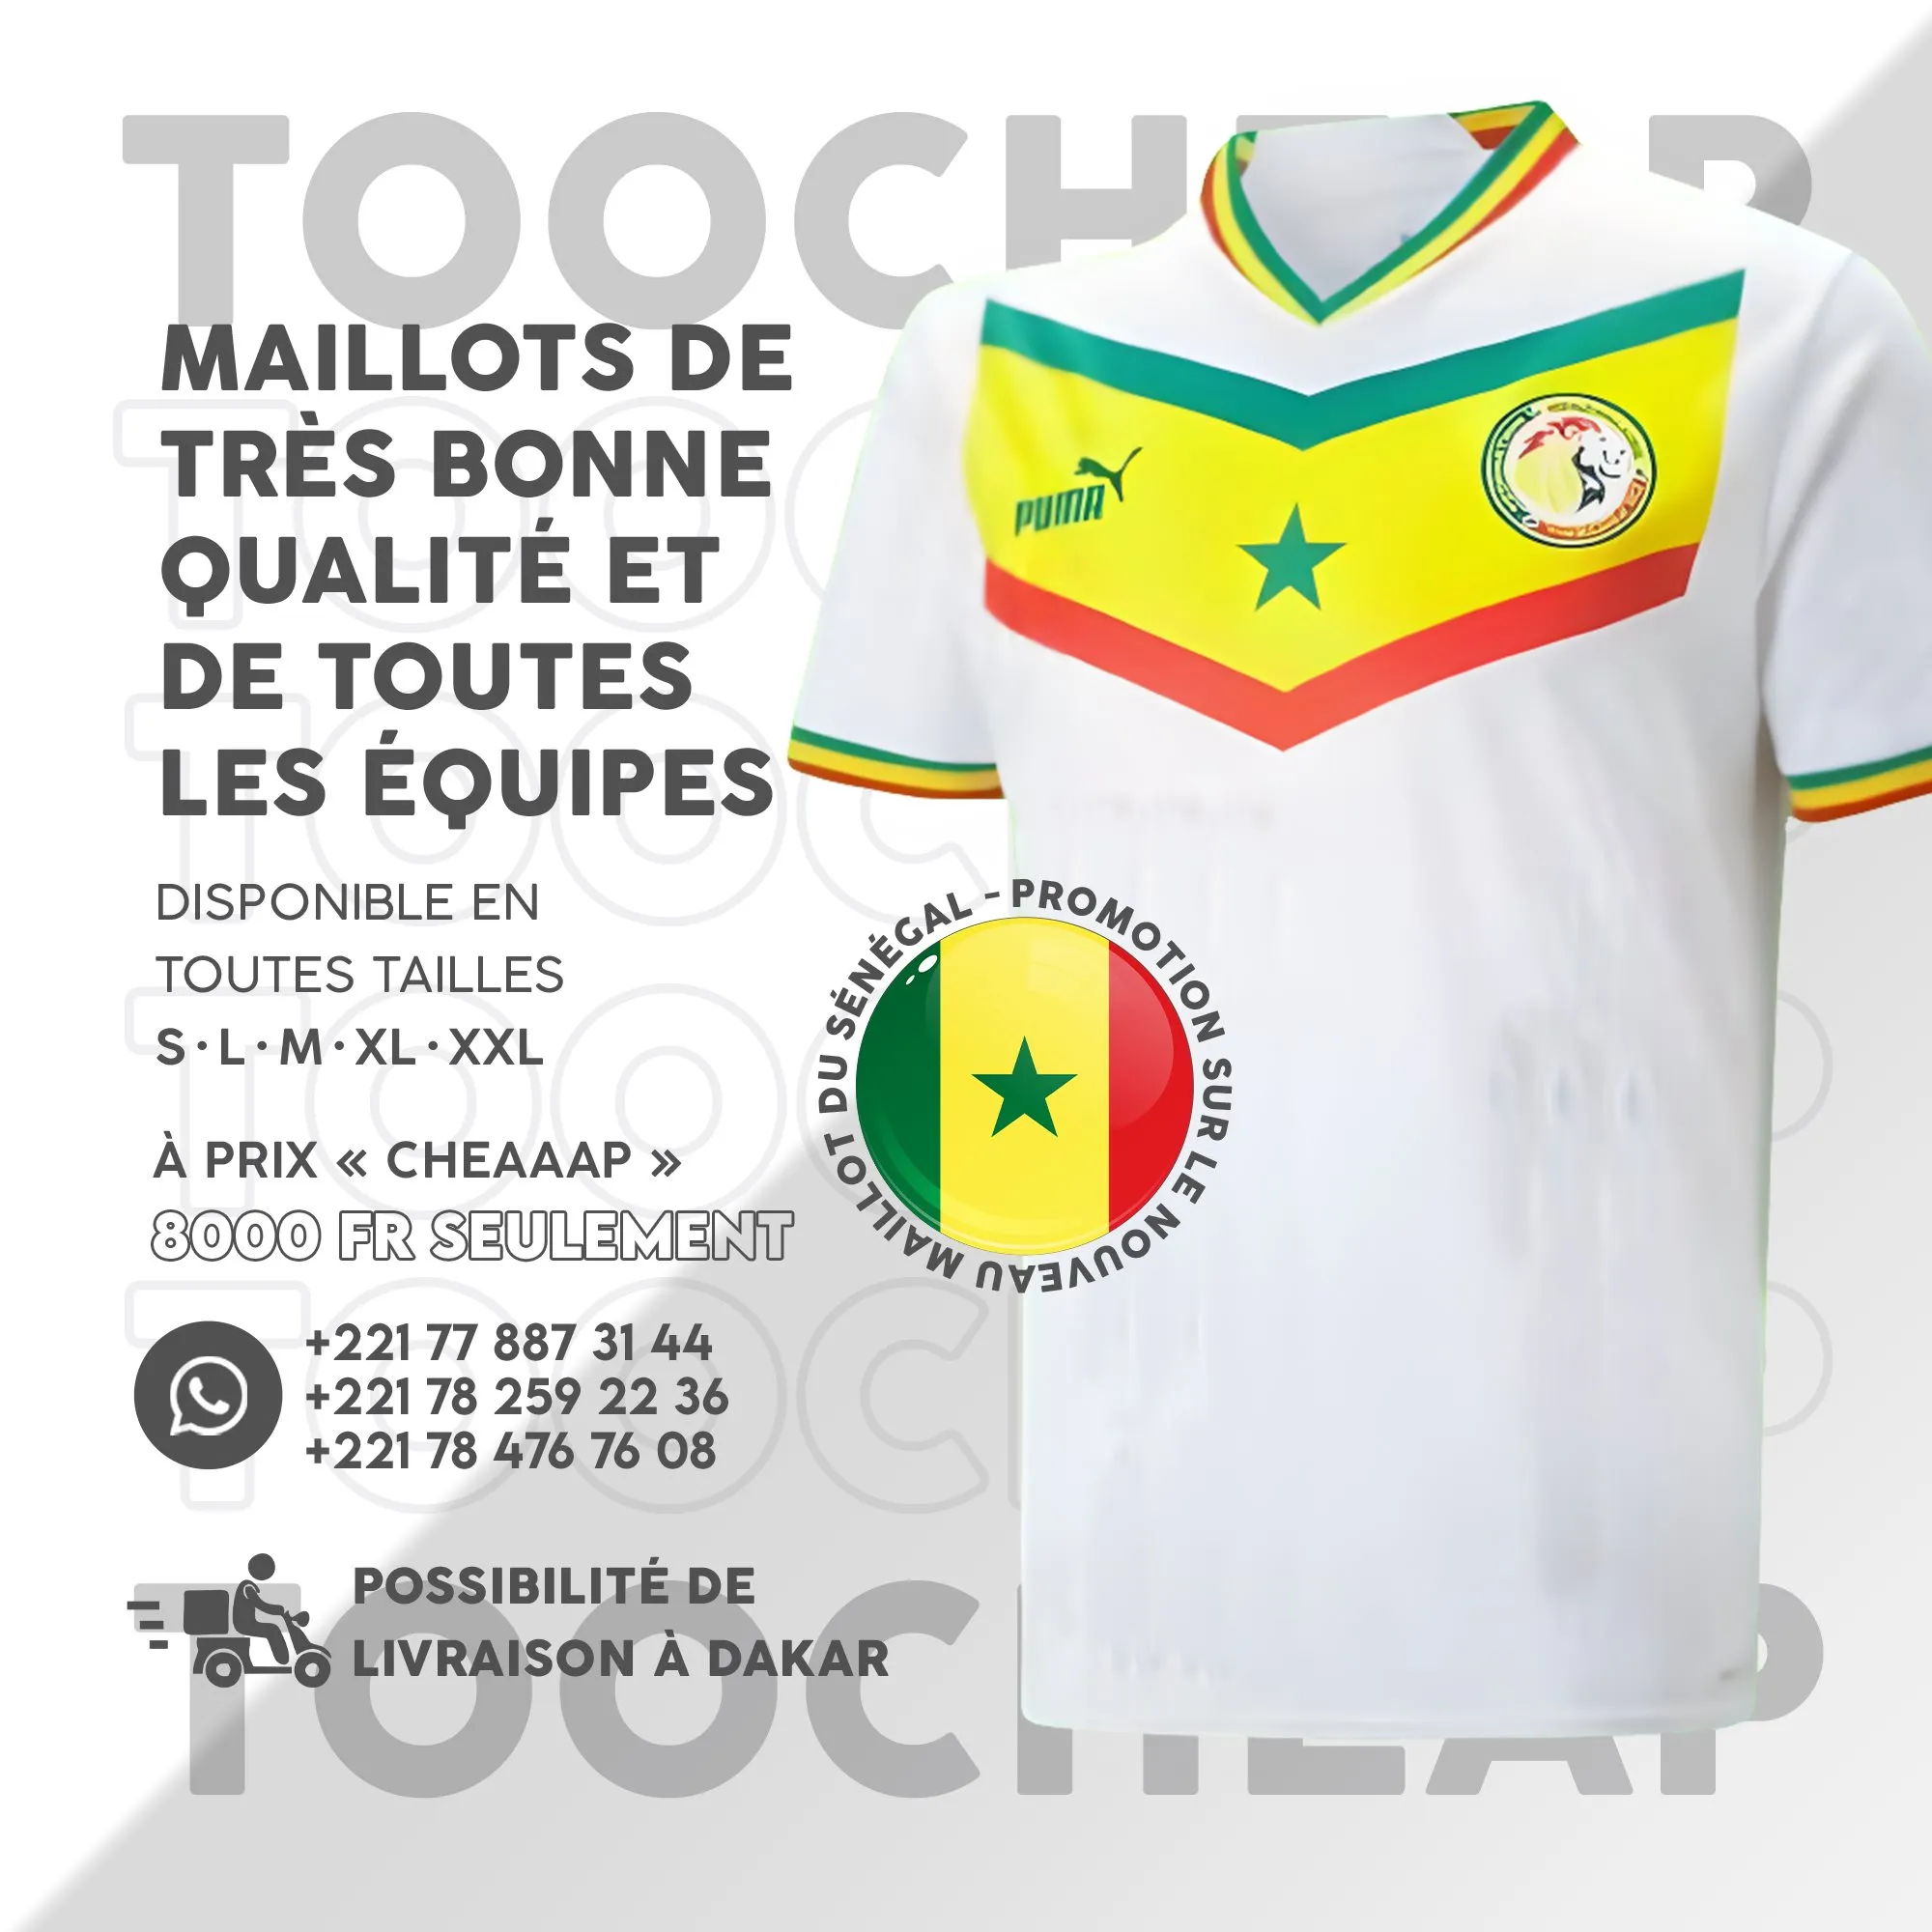 TOOCHEAP
MAILLOTS DE
TRÈS BONNE
QUALITÉ ET
DE TOUTES
LES ÉQUIPES
PUMA
DISPONIBLE EN
TOUTES TAILLES
S·L·M·XL·XXL
PROMOTION SUR LE NOUVEAU MAILLOT DU SÉNÉGAL -
À PRIX « CHEAAAP »
8000 FR SEULEMENT
+221 77 887 31 44
+221 78 259 22 36
+221 78 476 76 08
POSSIBILITÉ DE
LIVRAISON À DAKAR
TOOCHEAP